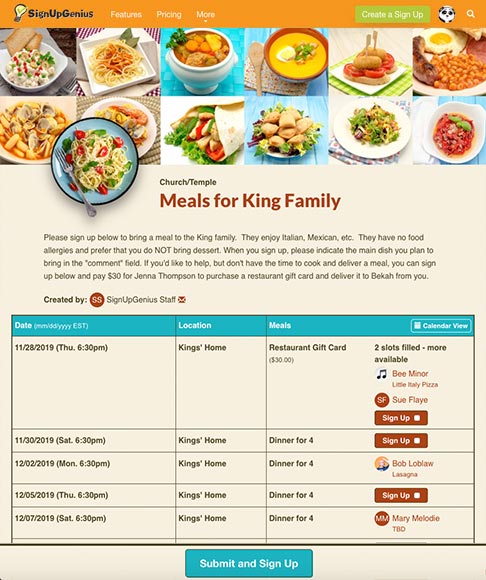 SignUpGenius
Features
Pricing
More
Create a Sign Up
Church/Temple
Meals for King Family
Please sign up below to bring a meal to the King family. They enjoy Italian, Mexican, etc. They have no food
allergies and prefer that you do NOT bring dessert. When you sign up, please indicate the main dish you plan to
bring in the "comment" field. If you'd like to help, but don't have the time to cook and deliver a meal, you can sign
up below and pay $30 for Jenna Thompson to purchase a restaurant gift card and deliver it to Bekah from you.
Created by: SS SignUpGenius Staff
Date (mm/dd/yyyy EST) Location Meals Calendar View
11/28/2019 (Thu. 6:30pm) Kings' Home Restaurant Gift Card 2 slots filled - more
($30.00) available
Bee Minor
Little Italy Pizza
SF Sue Flaye
Sign Up
11/30/2019 (Sat. 6:30pm) Kings' Home Dinner for 4 Sign Up
12/02/2019 (Mon. 6:30pm) Kings' Home Dinner for 4 Bob Loblaw
Lasagna
12/05/2019 (Thu. 6:30pm) Kings' Home Dinner for 4 Sign Up
12/07/2019 (Sat. 6:30pm) Kings' Home Dinner for 4 MM Mary Melodie
TBD
Submit and Sign Up